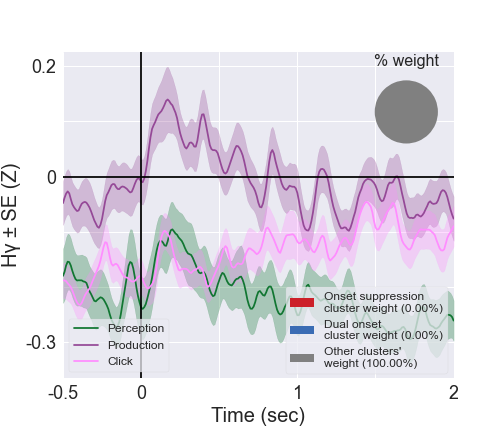 % weight
0.2
0
-0.3
Hγ ± SE (Z)
Perception
Production
Click
Onset suppression
cluster weight (0.00%)
Dual onset
cluster weight (0.00%)
Other clusters'
weight (100.00%)
-0.5
0
1
2
Time (sec)